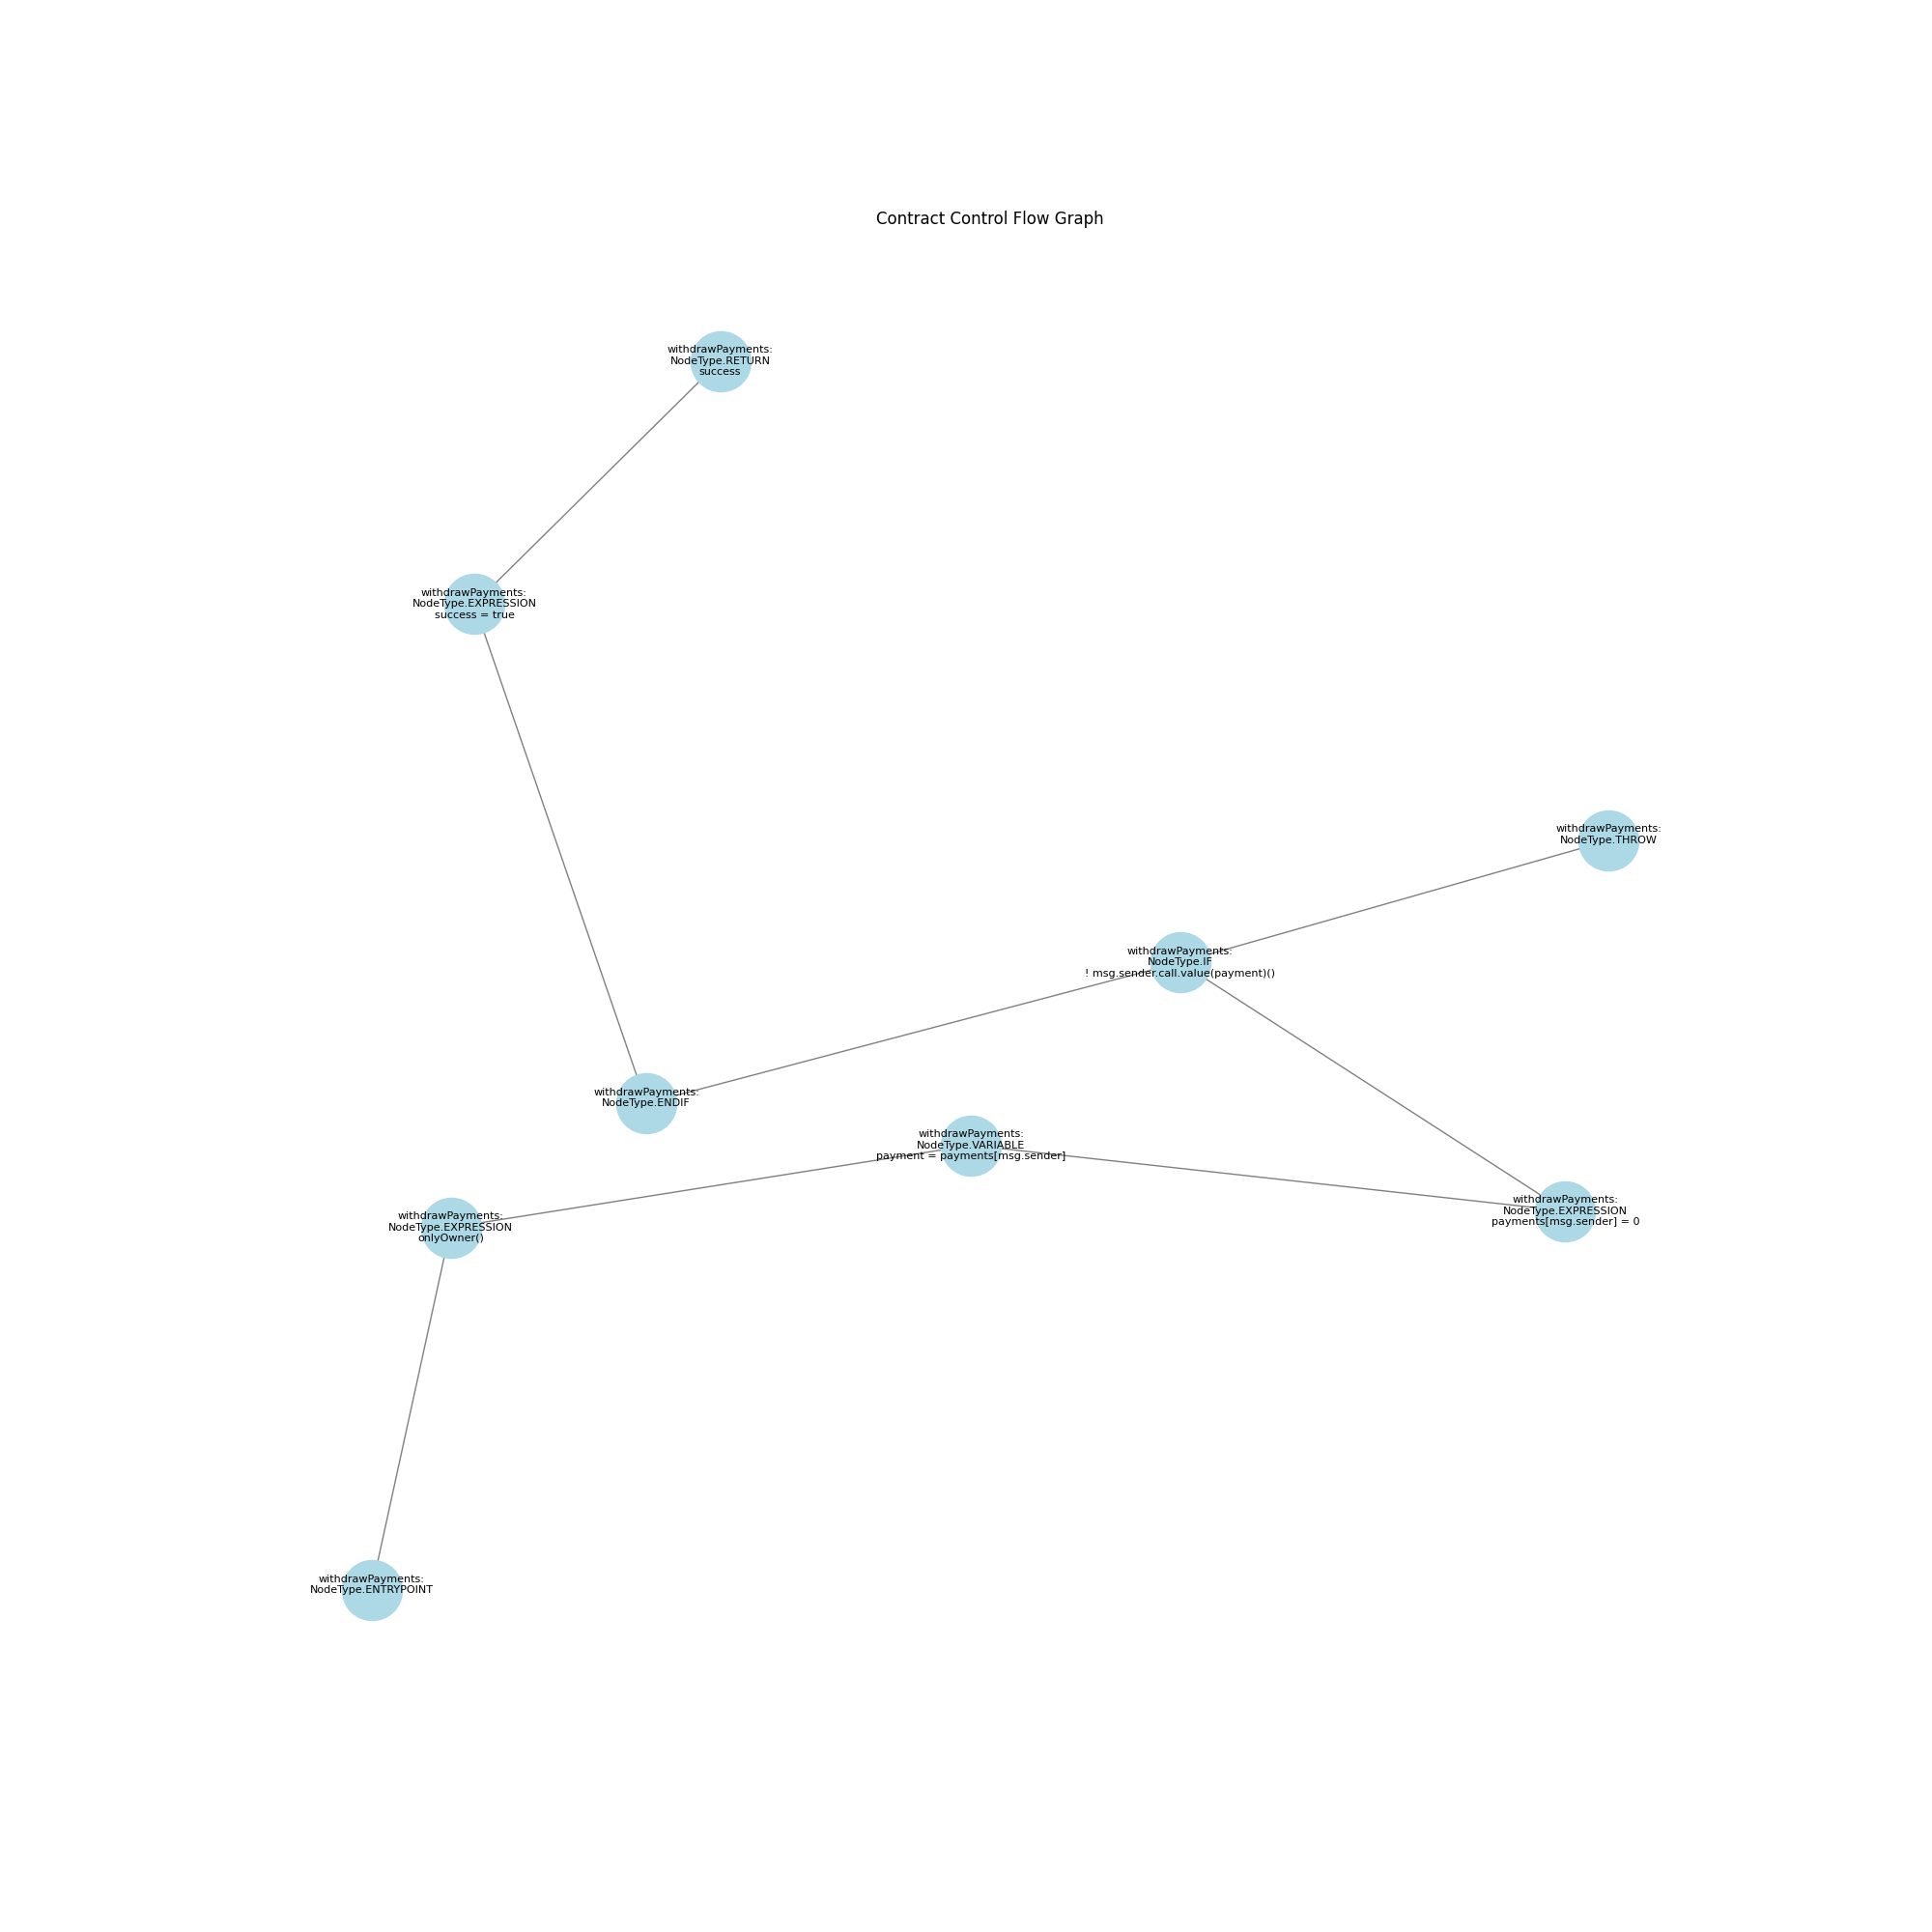 Contract Control Flow Graph
withdrawPayments:
NodeType.RETURN
success
withdrawPayments:
NodeType.EXPRESSION
success = true
withdrawPayments:
NodeType.THROW
withdrawPayments:
NodeType.IF
! msg.sender.call.value(payment)()
withdrawPayments:
NodeType.ENDIF
withdrawPayments:
NodeType.VARIABLE
payment = payments[msg.sender]
withdrawPayments:
NodeType.EXPRESSION
payments[msg.sender] = 0
withdrawPayments:
NodeType.EXPRESSION
onlyOwner()
withdrawPayments:
NodeType.ENTRYPOINT